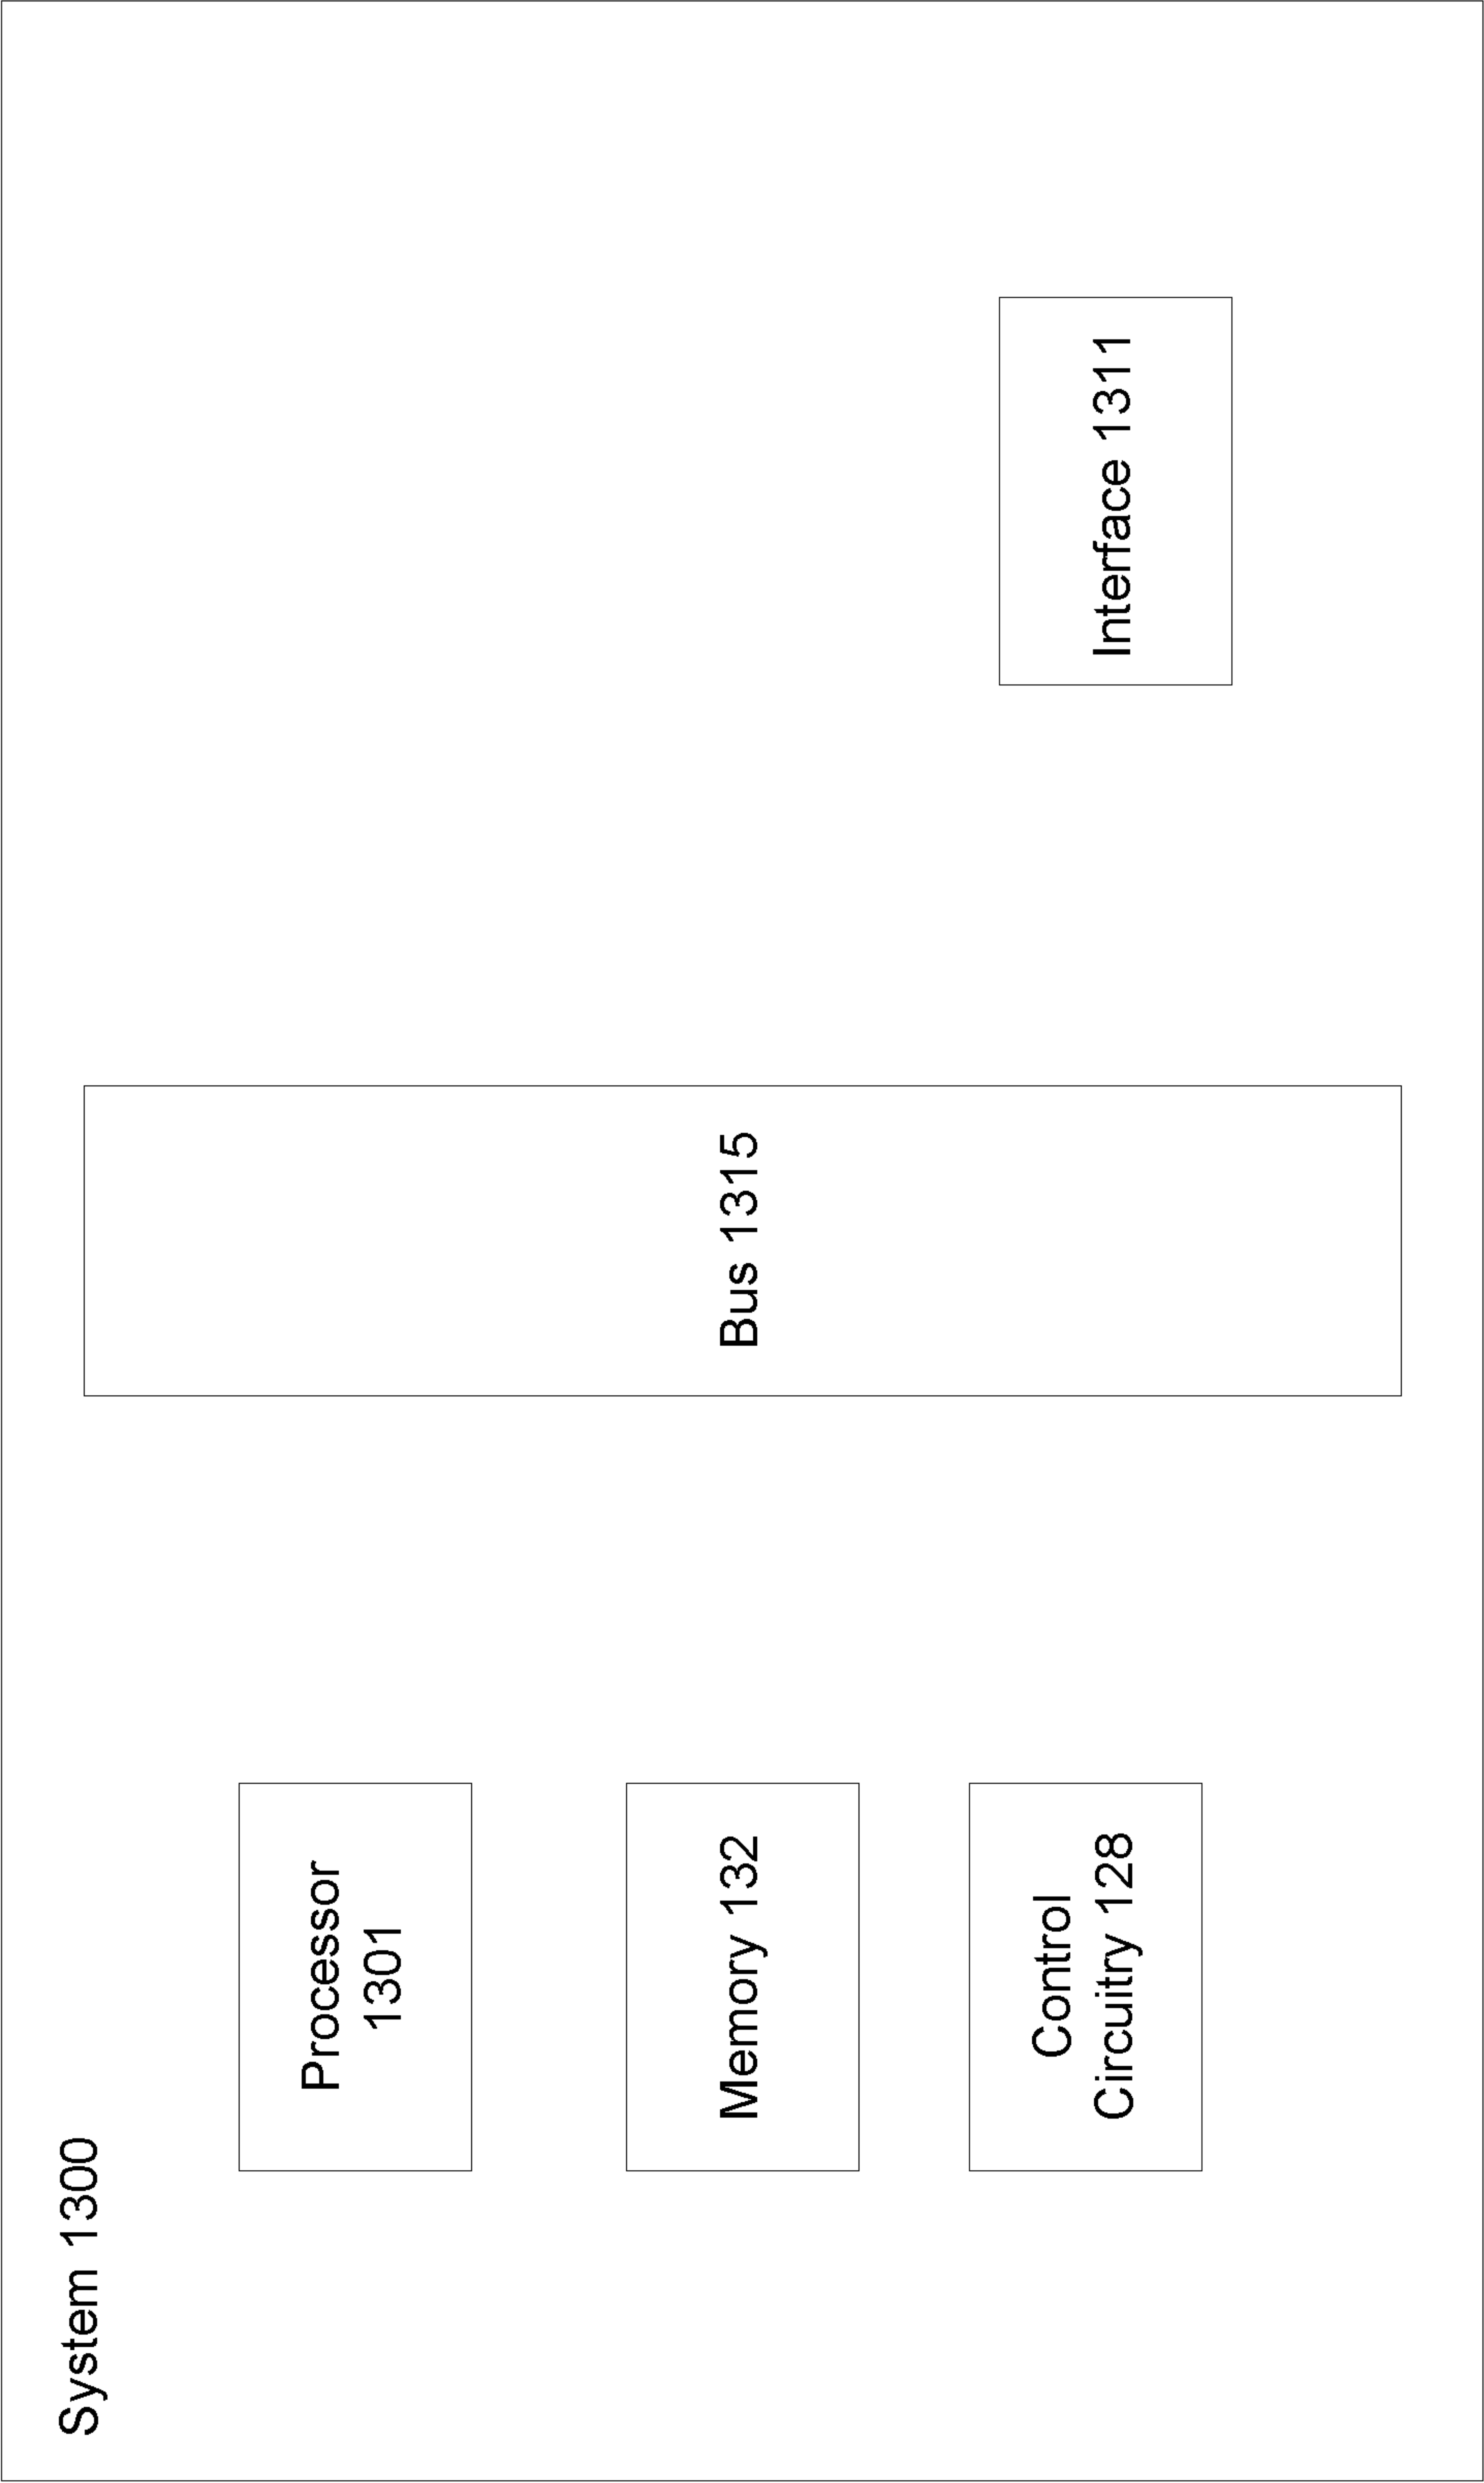 System 1300
Processor
1301
Memory 132
Control
Circuitry 128
Bus 1315
Interface 1311